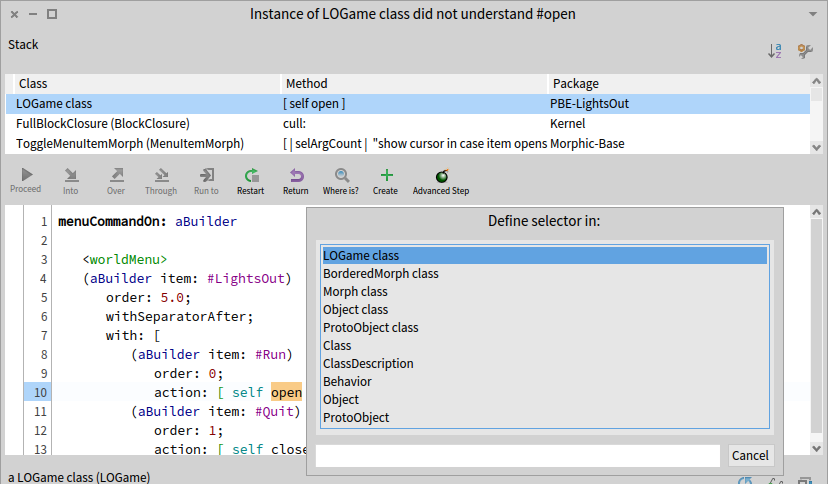 Instance of LOGame class did not understand #open
Stack
Class Method Package
LOGame class [ self open ] PBE-LightsOut
FullBlockClosure (BlockClosure) cull: Kernel
ToggleMenuItemMorph (MenuItemMorph) [ | selArgCount | "show cursor in case item opens Morphic-Base
Proceed Into Over Through Run to Restart Return Where is? Create Advanced Step
1 menuCommandOn: aBuilder
2
3 <worldMenu>
4 (aBuilder item: #LightsOut)
5 order: 5.0;
6 withSeparatorAfter;
7 with: [
8 (aBuilder item: #Run)
9 order: 0;
10 action: [ self open
11 (aBuilder item: #Quit)
12 order: 1;
13 action: [ self close
Define selector in:
LOGame class
BorderedMorph class
Morph class
Object class
ProtoObject class
Class
ClassDescription
Behavior
Object
ProtoObject
Cancel
a LOGame class (LOGame)